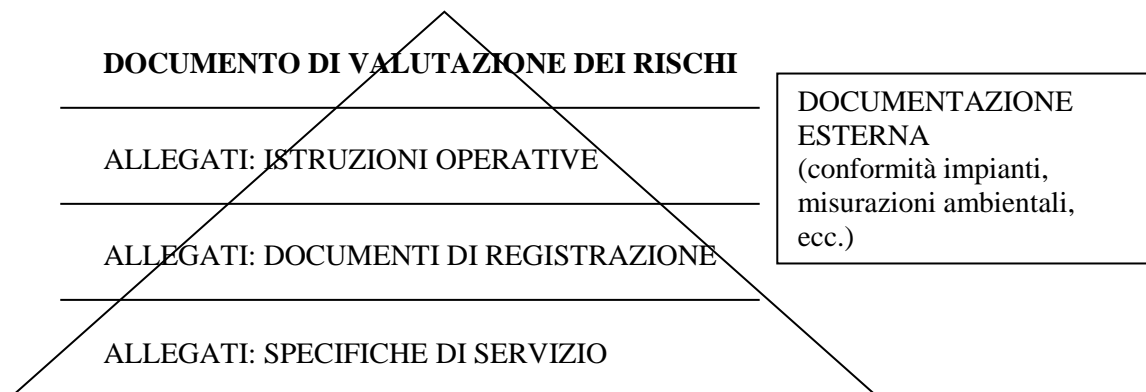 DOCUMENTO DI VALUTAZIONE DEI RISCHI
ALLEGATI: ISTRUZIONI OPERATIVE
ALLEGATI: DOCUMENTI DI REGISTRAZIONE
ALLEGATI: SPECIFICHE DI SERVIZIO
DOCUMENTAZIONE
ESTERNA
(conformità impianti,
misurazioni ambientali,
ecc.)